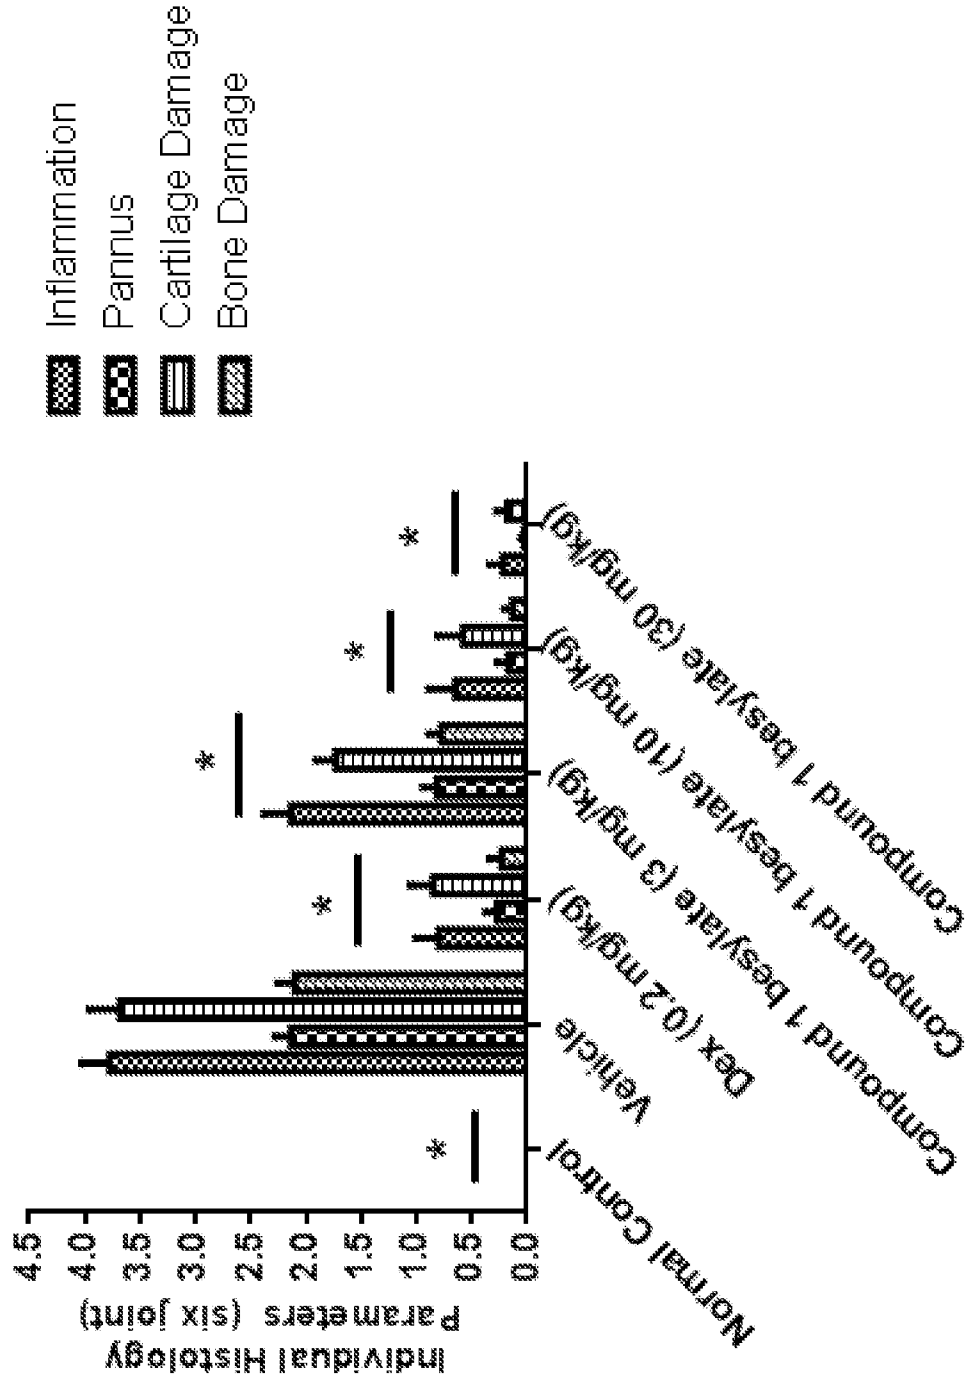 Individual Histology
Parameters (six joint)
4.5
4.0
3.5
3.0
2.5
2.0
1.5
1.0
0.5
0.0
*
*
*
*
*
Normal Control
Vehicle
Dex (0.2 mg/kg)
Compound 1 besylate (3 mg/kg)
Compound 1 besylate (10 mg/kg)
Compound 1 besylate (30 mg/kg)
Inflammation
Pannus
Cartilage Damage
Bone Damage